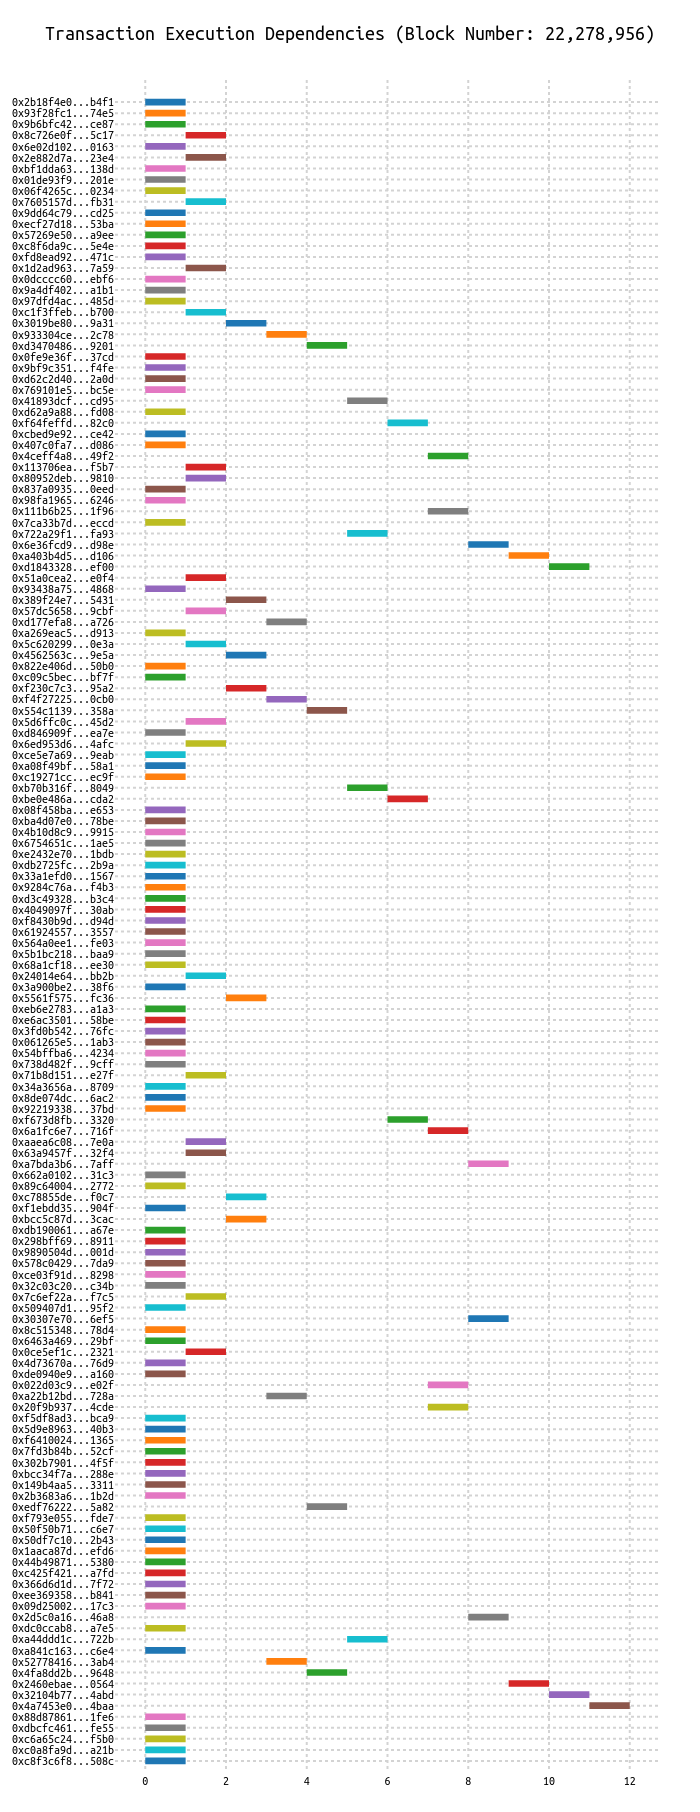 Transaction Execution Dependencies (Block Number: 22,278,956)
0x2b18f4e0...b4f1
0x93f28fc1...74e5
0x9b6bfc42...ce87
0x8c726e0f...5c17
0x6e02d102...0163
0x2e882d7a...23e4
0xbf1dda63...138d
0x01de93f9...201e
0x06f4265c...0234
0x7605157d...fb31
0x9dd64c79...cd25
0xecf27d18...53ba
0x57269e50...a9ee
0xc8f6da9c...5e4e
0xfd8ead92...471c
0x1d2ad963...7a59
0x0dcccc60...ebf6
0x9a4df402...a1b1
0x97dfd4ac...485d
0xc1f3ffeb...b700
0x3019be80...9a31
0x933304ce...2c78
0xd3470486...9201
0x0fe9e36f...37cd
0x9bf9c351...f4fe
0xd62c2d40...2a0d
0x769101e5...bc5e
0x41893dcf...cd95
0xd62a9a88...fd08
0xf64feffd...82c0
0xcbed9e92...ce42
0x407c0fa7...d086
0x4ceff4a8...49f2
0x113706ea...f5b7
0x80952deb...9810
0x837a0935...0eed
0x98fa1965...6246
0x111b6b25...1f96
0x7ca33b7d...eccd
0x722a29f1...fa93
0x6e36fcd9...d98e
0xa403b4d5...d106
0xd1843328...ef00
0x51a0cea2...e0f4
0x93438a75...4868
0x389f24e7...5431
0x57dc5658...9cbf
0xd177efa8...a726
0xa269eac5...d913
0x5c620299...0e3a
0x4562563c...9e5a
0x822e406d...50b0
0xc09c5bec...bf7f
0xf230c7c3...95a2
0xf4f27225...0cb0
0x554c1139...358a
0x5d6ffc0c...45d2
0xd846909f...ea7e
0x6ed953d6...4afc
0xce5e7a69...9eab
0xa08f49bf...58a1
0xc19271cc...ec9f
0xb70b316f...8049
0xbe0e486a...cda2
0x08f458ba...e653
0xba4d07e0...78be
0x4b10d8c9...9915
0x6754651c...1ae5
0xe2432e70...1bdb
0xdb2725fc...2b9a
0x33a1efd0...1567
0x9284c76a...f4b3
0xd3c49328...b3c4
0x4049097f...30ab
0xf8430b9d...d94d
0x61924557...3557
0x564a0ee1...fe03
0x5b1bc218...baa9
0x68a1cf18...ee30
0x24014e64...bb2b
0x3a900be2...38f6
0x5561f575...fc36
0xeb6e2783...a1a3
0xe6ac3501...58be
0x3fd0b542...76fc
0x061265e5...1ab3
0x54bffba6...4234
0x738d482f...9cff
0x71b8d151...e27f
0x34a3656a...8709
0x8de074dc...6ac2
0x92219338...37bd
0xf673d8fb...3320
0x6a1fc6e7...716f
0xaaea6c08...7e0a
0x63a9457f...32f4
0xa7bda3b6...7aff
0x662a0102...31c3
0x89c64004...2772
0xc78855de...f0c7
0xf1ebdd35...904f
0xbcc5c87d...3cac
0xdb190061...a67e
0x298bff69...8911
0x9890504d...001d
0x578c0429...7da9
0xce03f91d...8298
0x32c03c20...c34b
0x7c6ef22a...f7c5
0x509407d1...95f2
0x30307e70...6ef5
0x8c515348...78d4
0x6463a469...29bf
0x0ce5ef1c...2321
0x4d73670a...76d9
0xde0940e9...a160
0x022d03c9...e02f
0xa22b12bd...728a
0x20f9b937...4cde
0xf5df8ad3...bca9
0x5d9e8963...40b3
0xf6410024...1365
0x7fd3b84b...52cf
0x302b7901...4f5f
0xbcc34f7a...288e
0x149b4aa5...3311
0x2b3683a6...1b2d
0xedf76222...5a82
0xf793e055...fde7
0x50f50b71...c6e7
0x50df7c10...2b43
0x1aaca87d...efd6
0x44b49871...5380
0xc425f421...a7fd
0x366d6d1d...7f72
0xee369358...b841
0x09d25002...17c3
0x2d5c0a16...46a8
0xdc0ccab8...a7e5
0xa44ddd1c...722b
0xa841c163...c6e4
0x52778416...3ab4
0x4fa8dd2b...9648
0x2460ebae...0564
0x32104b77...4abd
0x4a7453e0...4baa
0x88d87861...1fe6
0xdbcfc461...fe55
0xc6a65c24...f5b0
0xc0a8fa9d...a21b
0xc8f3c6f8...508c
0 2 4 6 8 10 12